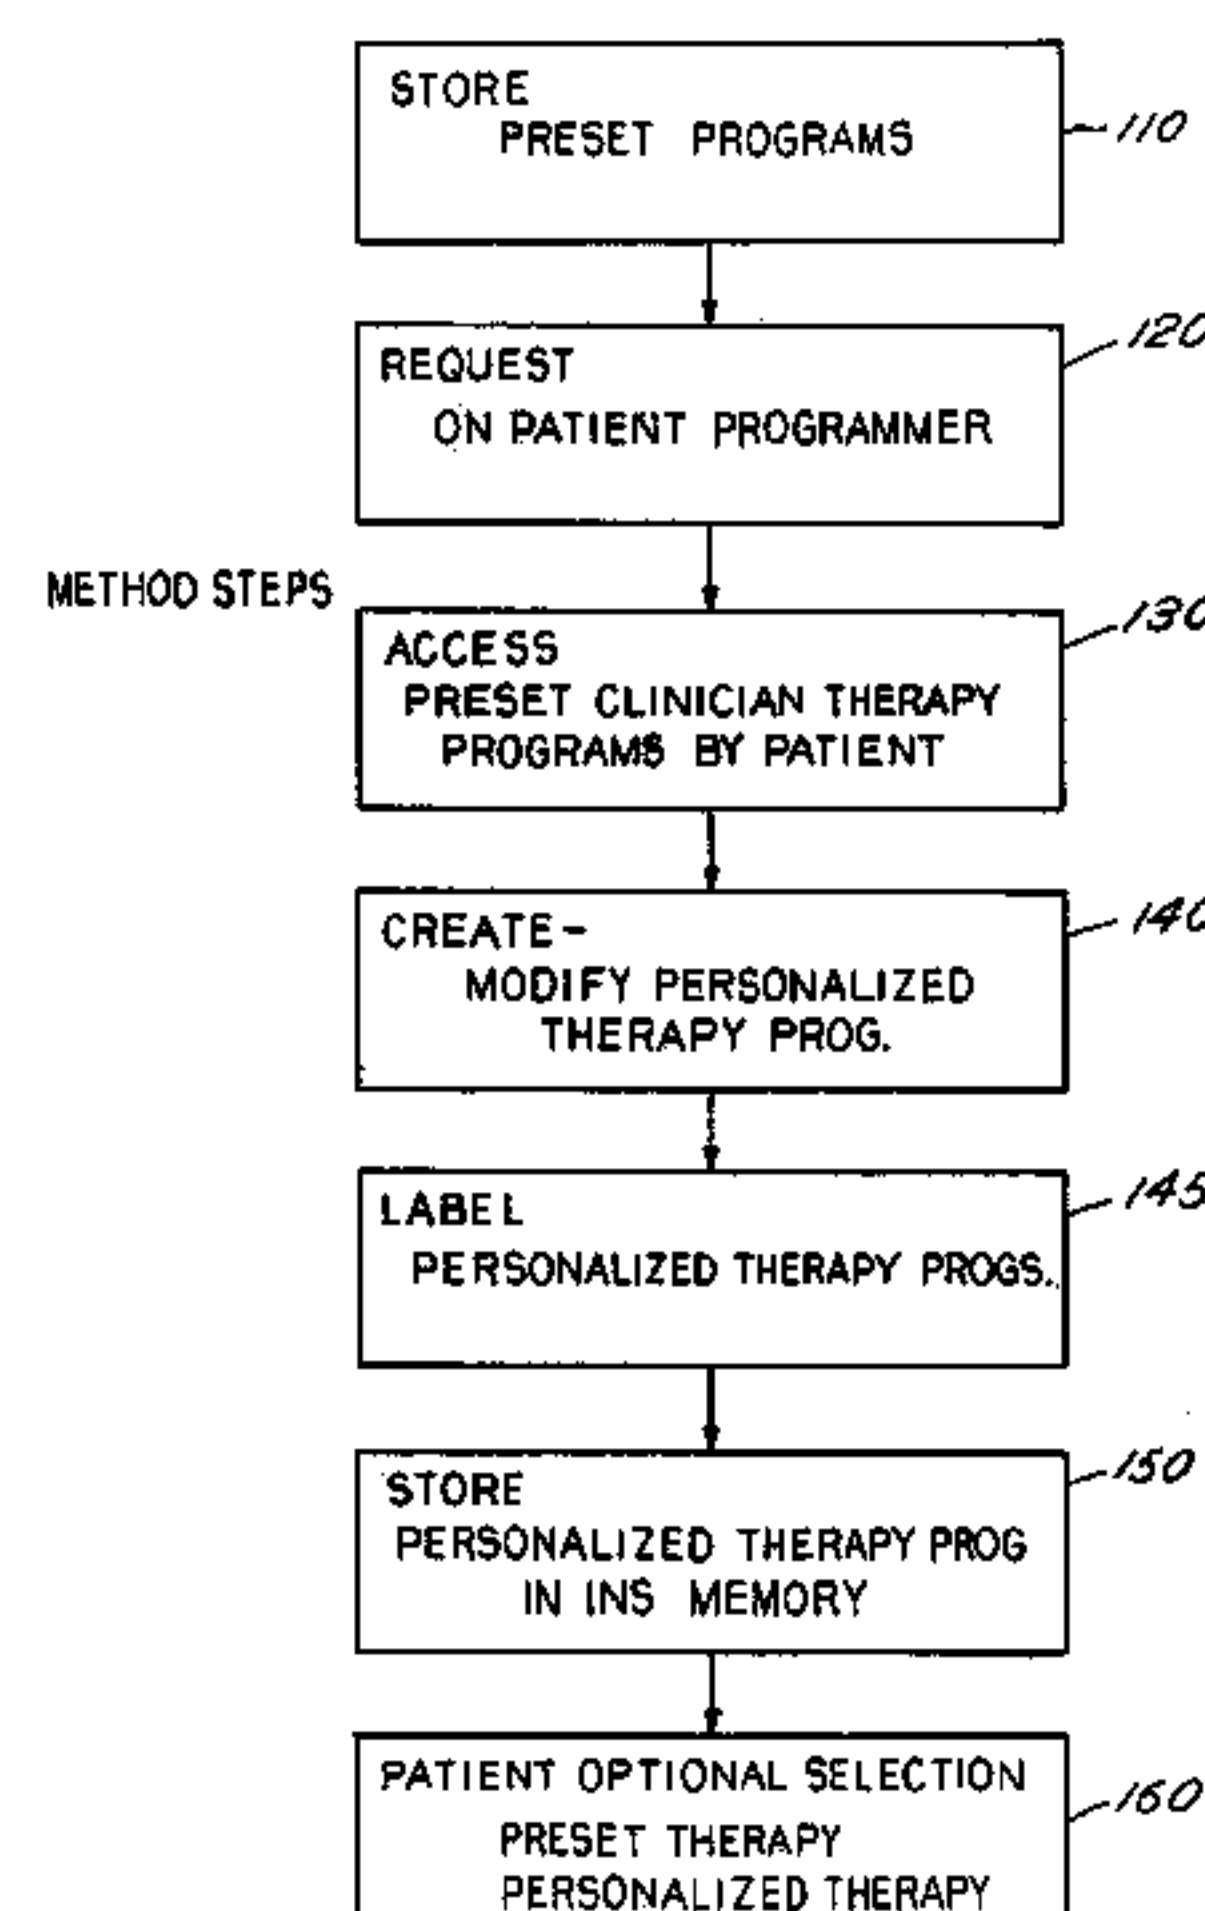 STORE
PRESET PROGRAMS
110
REQUEST
ON PATIENT PROGRAMMER
120
METHOD STEPS
ACCESS
PRESET CLINICIAN THERAPY
PROGRAMS BY PATIENT
130
CREATE-
MODIFY PERSONALIZED
THERAPY PROG.
140
LABEL
PERSONALIZED THERAPY PROGS.
145
STORE
PERSONALIZED THERAPY PROG
IN INS MEMORY
150
PATIENT OPTIONAL SELECTION
PRESET THERAPY
PERSONALIZED THERAPY
160